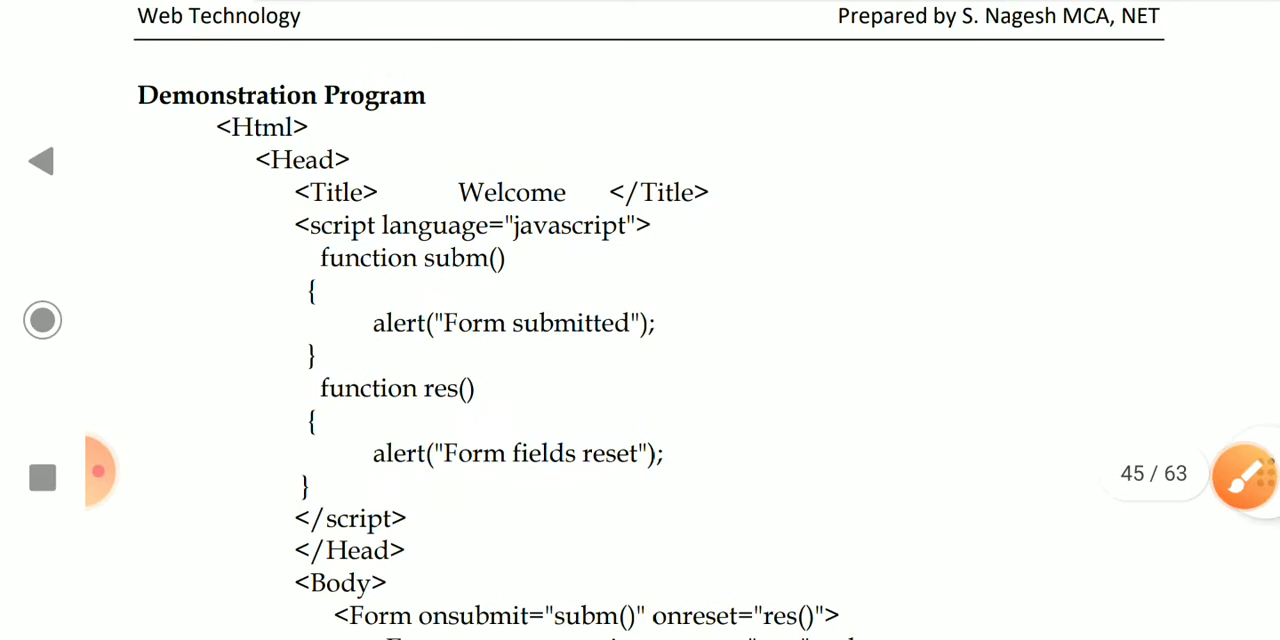 Web Technology Prepared by S. Nagesh MCA, NET
Demonstration Program
<Html>
<Head>
<Title> Welcome </Title>
<script language="javascript">
function subm()
{
alert("Form submitted");
}
function res()
{
alert("Form fields reset");
}
</script>
</Head>
<Body>
<Form onsubmit="subm()" onreset="res()">
45 / 63